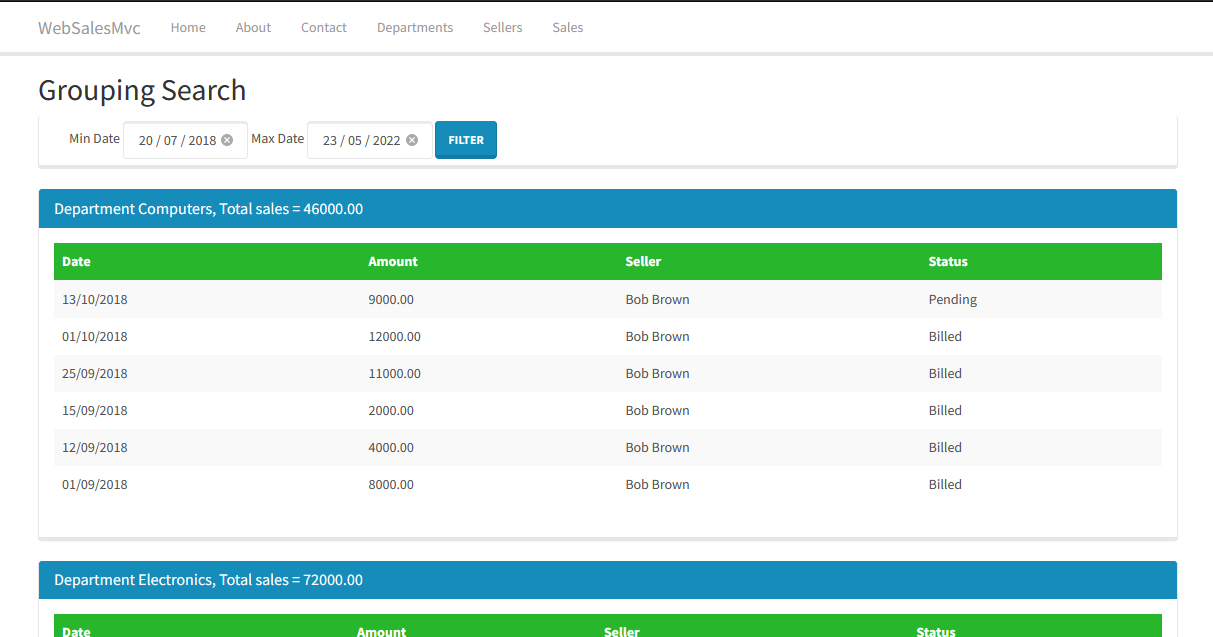 WebSalesMvc Home About Contact Departments Sellers Sales
Grouping Search
Min Date 20 / 07 / 2018 Max Date 23 / 05 / 2022 FILTER
Department Computers, Total sales = 46000.00
Date Amount Seller Status
13/10/2018 9000.00 Bob Brown Pending
01/10/2018 12000.00 Bob Brown Billed
25/09/2018 11000.00 Bob Brown Billed
15/09/2018 2000.00 Bob Brown Billed
12/09/2018 4000.00 Bob Brown Billed
01/09/2018 8000.00 Bob Brown Billed
Department Electronics, Total sales = 72000.00
Date Amount Seller Status